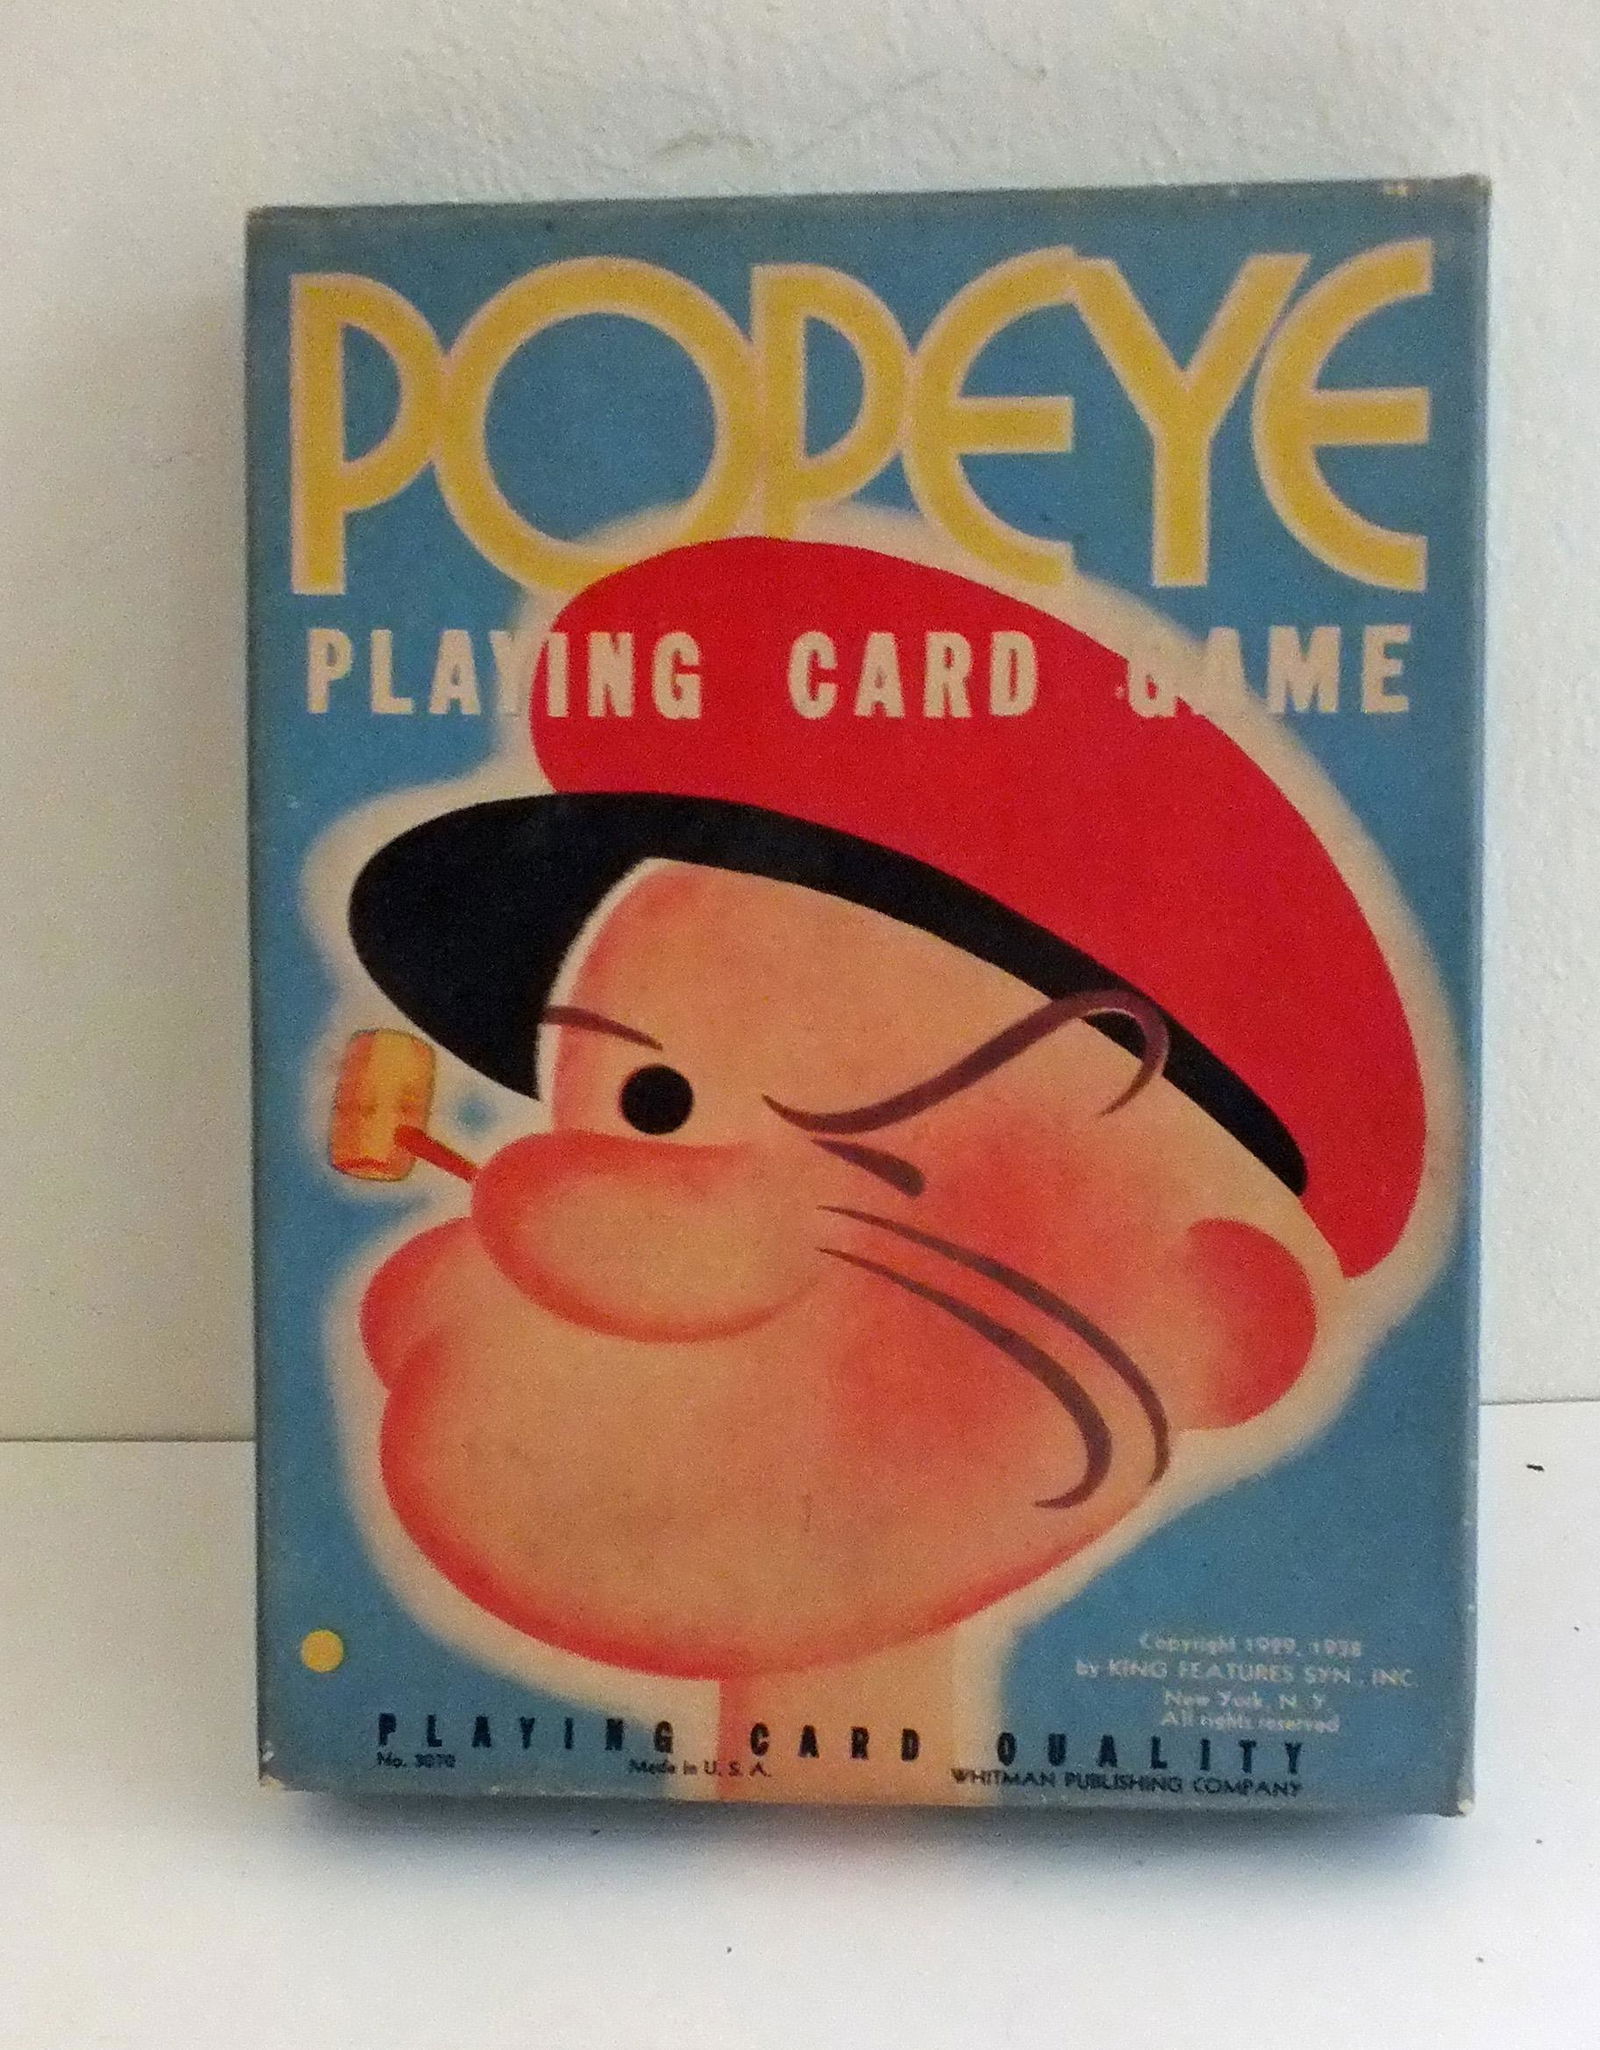 POPEYE
PLAYING CARD GAME
Copyright 1929, 1938
by KING FEATURES SYN., INC.
New York, N. Y.
All rights reserved
PLAYING CARD QUALITY
No. 3070 Made in U. S. A. WHITMAN PUBLISHING COMPANY